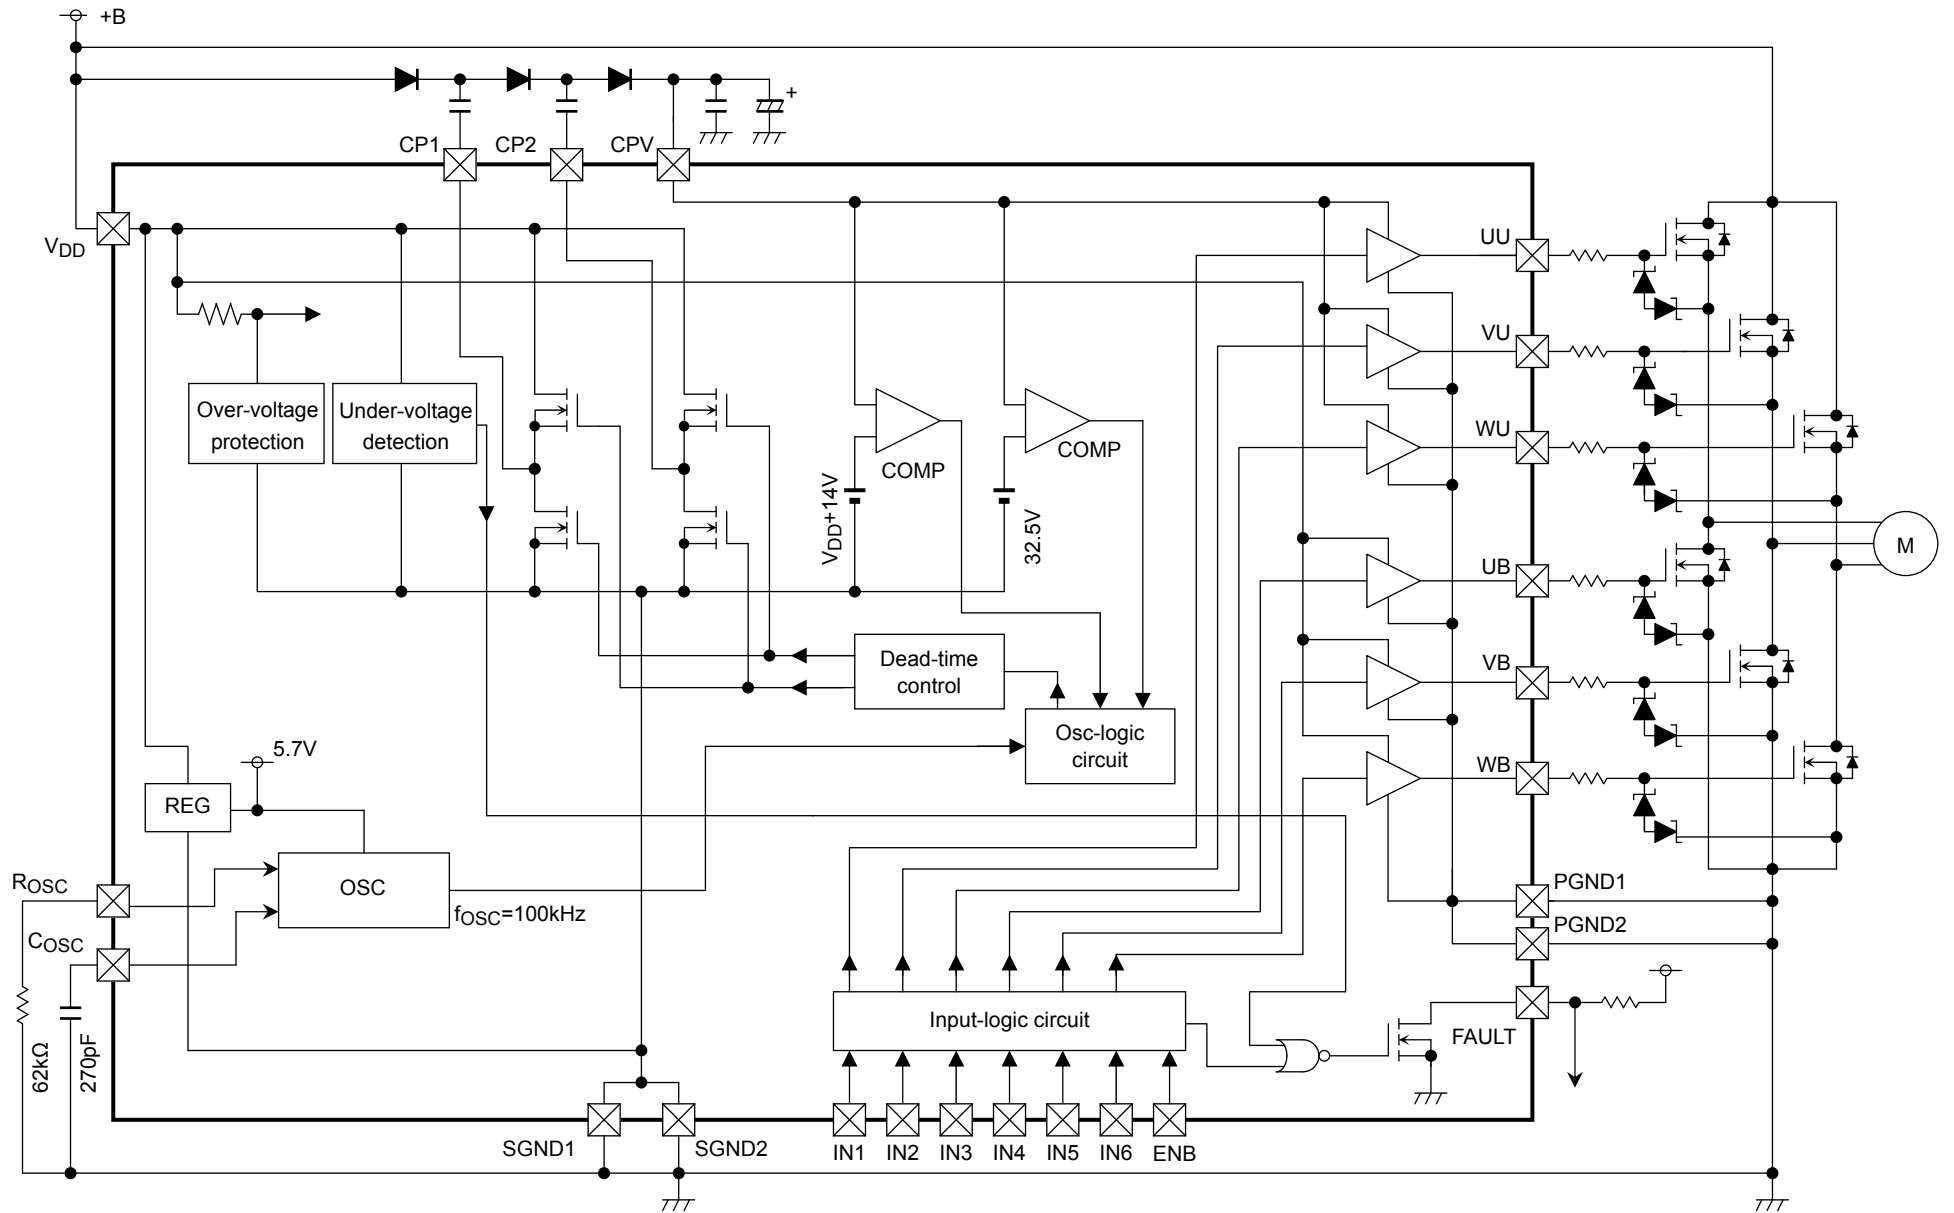 +B
+
CP1
CP2
CPV
VDD
UU
VU
WU
UB
VB
WB
M
Over-voltage
protection
Under-voltage
detection
COMP
COMP
VDD+14V
32.5V
Dead-time
control
Osc-logic
circuit
5.7V
REG
OSC
fOSC=100kHz
ROSC
COSC
62kΩ
270pF
PGND1
PGND2
Input-logic circuit
FAULT
SGND1
SGND2
IN1
IN2
IN3
IN4
IN5
IN6
ENB